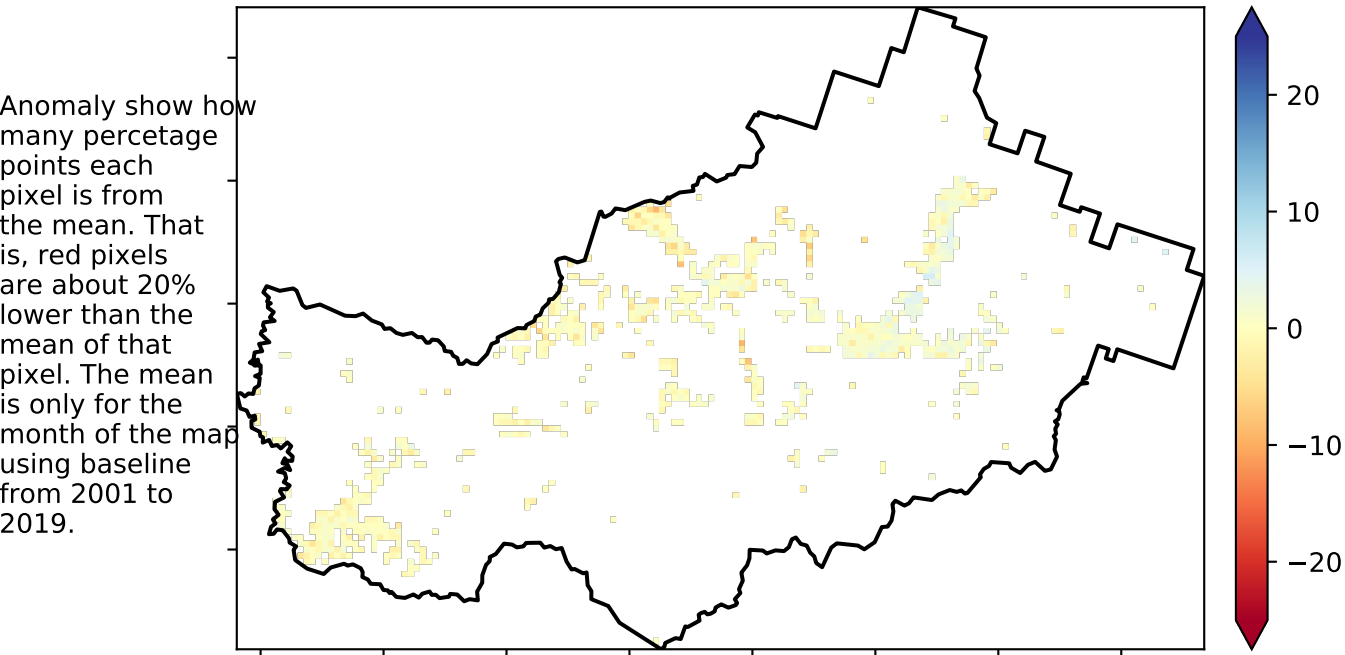 Anomaly show how
many percetage
points each
pixel is from
the mean. That
is, red pixels
are about 20%
lower than the
mean of that
pixel. The mean
is only for the
month of the map
using baseline
from 2001 to
2019.
20
10
0
−10
−20